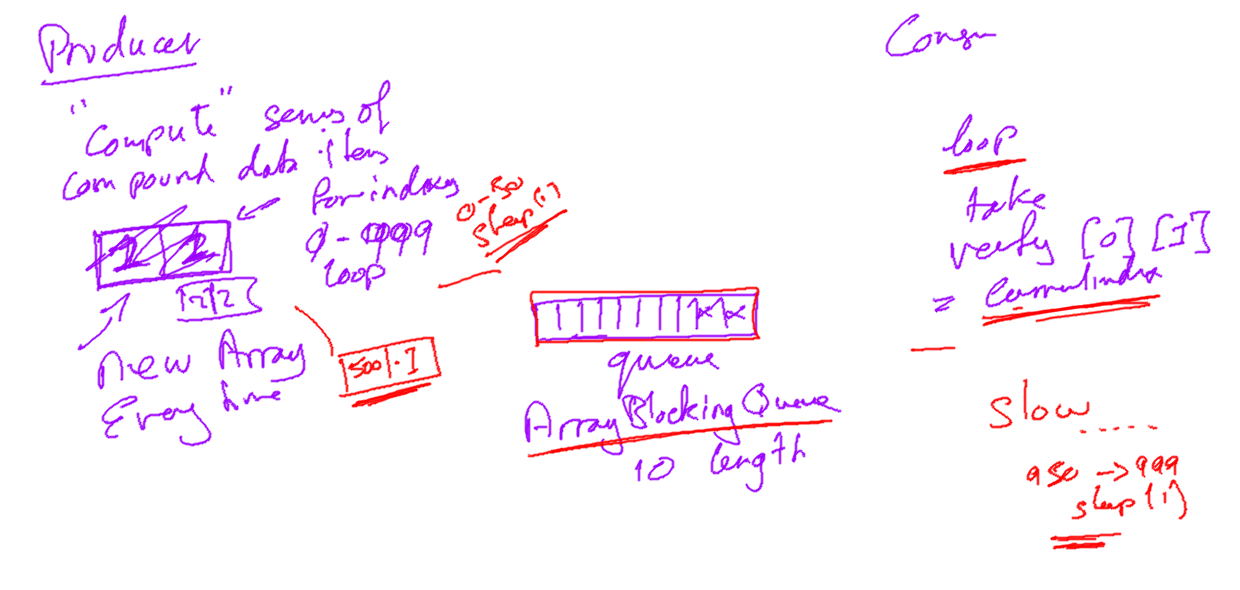 Producer
"Compute" series of
compound data items
for indexes
0-999
loop
0-50
sleep(1)
1 2
2 2
New Array
Every time
500 -1
queue
ArrayBlockingQueue
10 length
Consu
loop
take
verify [0] [1]
= currentindex
slow .....
950 -> 999
sleep(1)